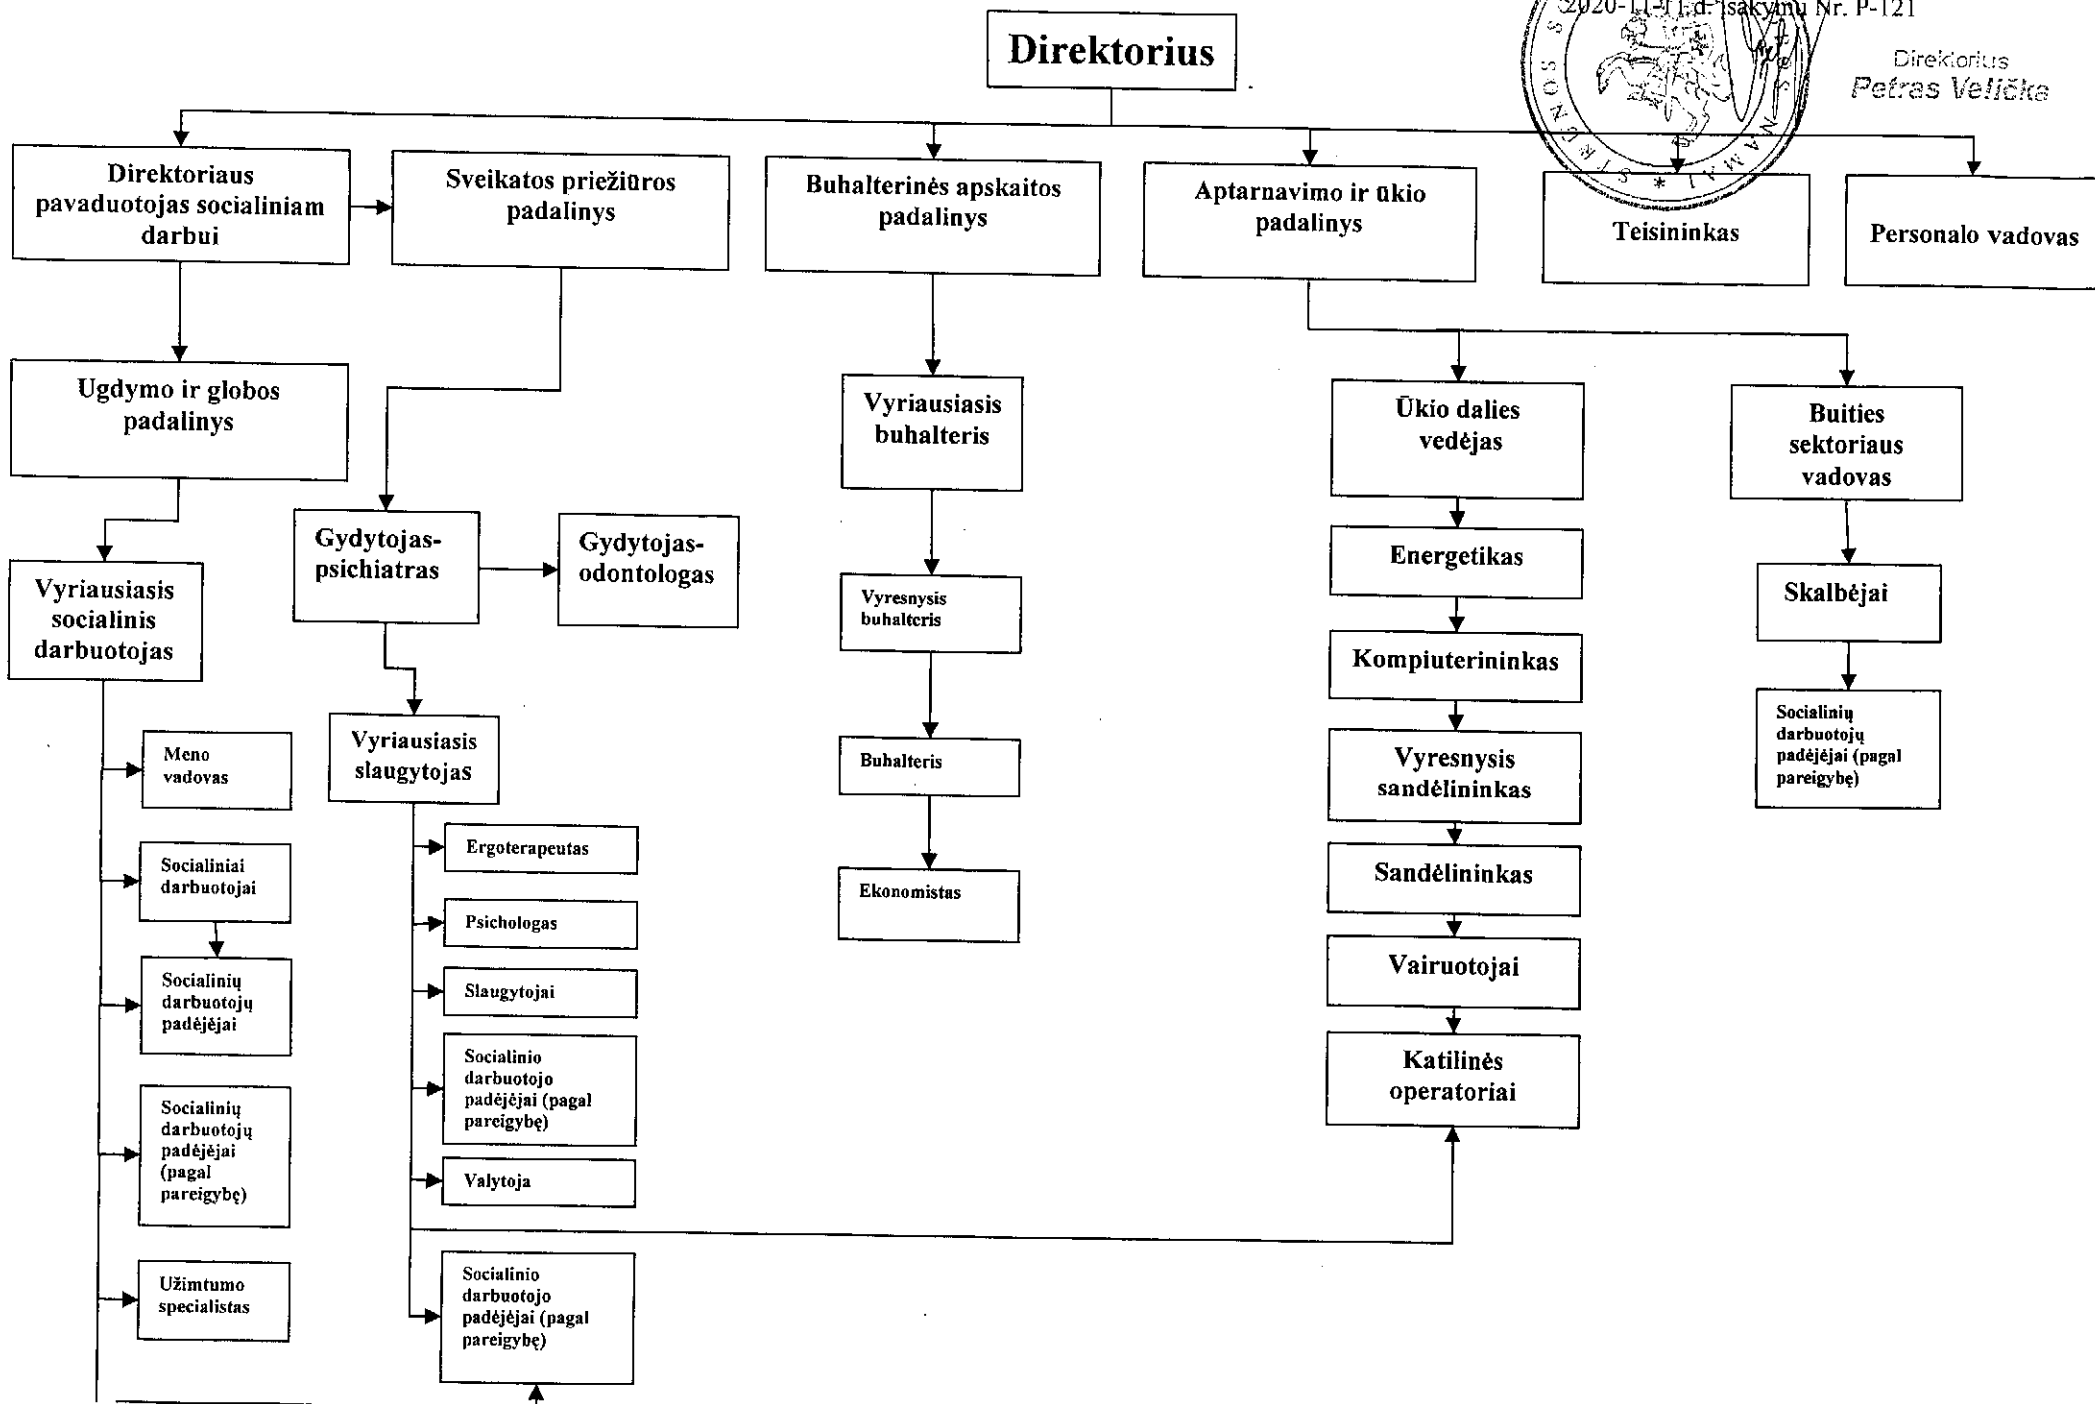 2020-11-11 d. įsakymu Nr. P-121
Direktorius
Direktorius
Petras Velička
Direktoriaus
pavaduotojas socialiniam
darbui
Sveikatos priežiūros
padalinys
Buhalterinės apskaitos
padalinys
Aptarnavimo ir ūkio
padalinys
Teisininkas
Personalo vadovas
Ugdymo ir globos
padalinys
Vyriausiasis
buhalteris
Ūkio dalies
vedėjas
Buities
sektoriaus
vadovas
Gydytojas-
psichiatras
Gydytojas-
odontologas
Energetikas
Vyriausiasis
socialinis
darbuotojas
Vyresnysis
buhalteris
Skalbėjai
Kompiuterininkas
Vyriausiasis
slaugytojas
Socialinių
darbuotojų
padėjėjai (pagal
pareigybę)
Meno
vadovas
Buhalteris
Vyresnysis
sandėlininkas
Ergoterapeutas
Socialiniai
darbuotojai
Ekonomistas
Sandėlininkas
Psichologas
Vairuotojai
Socialinių
darbuotojų
padėjėjai
Slaugytojai
Socialinio
darbuotojo
padėjėjai (pagal
pareigybę)
Katilinės
operatoriai
Socialinių
darbuotojų
padėjėjai
(pagal
pareigybę)
Valytoja
Užimtumo
specialistas
Socialinio
darbuotojo
padėjėjai (pagal
pareigybę)